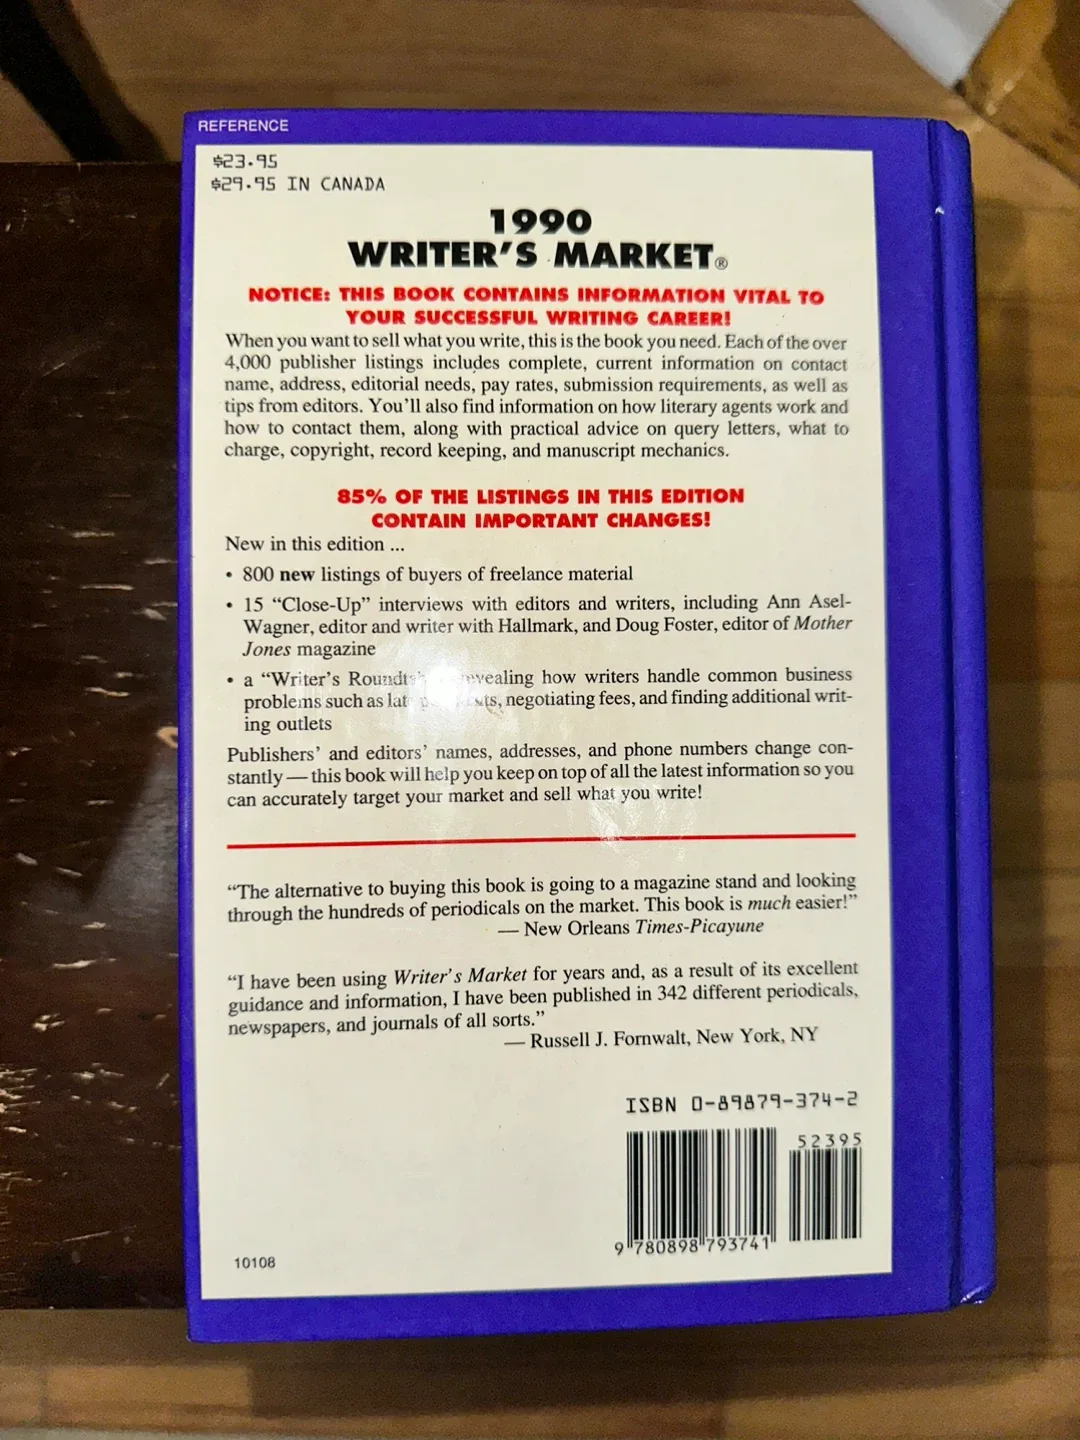 REFERENCE
$23.95
$29.95 IN CANADA
1990
WRITER'S MARKET®
NOTICE: THIS BOOK CONTAINS INFORMATION VITAL TO
YOUR SUCCESSFUL WRITING CAREER!
When you want to sell what you write, this is the book you need. Each of the over
4,000 publisher listings includes complete, current information on contact
name, address, editorial needs, pay rates, submission requirements, as well as
tips from editors. You'll also find information on how literary agents work and
how to contact them, along with practical advice on query letters, what to
charge, copyright, record keeping, and manuscript mechanics.
85% OF THE LISTINGS IN THIS EDITION
CONTAIN IMPORTANT CHANGES!
New in this edition ...
• 800 new listings of buyers of freelance material
• 15 “Close-Up” interviews with editors and writers, including Ann Asel-
Wagner, editor and writer with Hallmark, and Doug Foster, editor of Mother
Jones magazine
• a “Writer's revealing how writers handle common business
problems such as negotiating fees, and finding additional writ-
ing outlets
Publishers' and editors' names, addresses, and phone numbers change con-
stantly — this book will help you keep on top of all the latest information so you
can accurately target your market and sell what you write!
“The alternative to buying this book is going to a magazine stand and looking
through the hundreds of periodicals on the market. This book is much easier!”
— New Orleans Times-Picayune
“I have been using Writer's Market for years and, as a result of its excellent
guidance and information, I have been published in 342 different periodicals,
newspapers, and journals of all sorts.”
— Russell J. Fornwalt, New York, NY
ISBN 0-89879-374-2
52395
9 780898 793741
10108